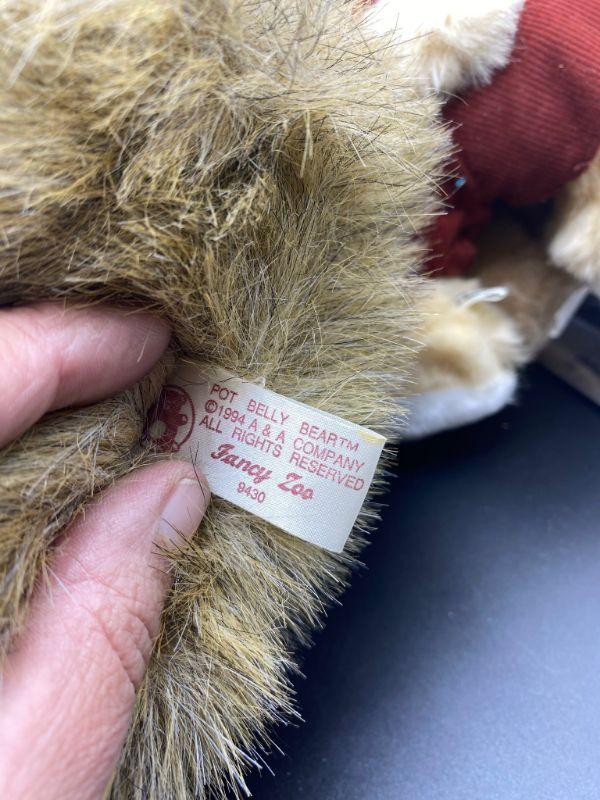 POT BELLY BEAR™
©1994 A & A COMPANY
ALL RIGHTS RESERVED
Fancy Zoo
9430